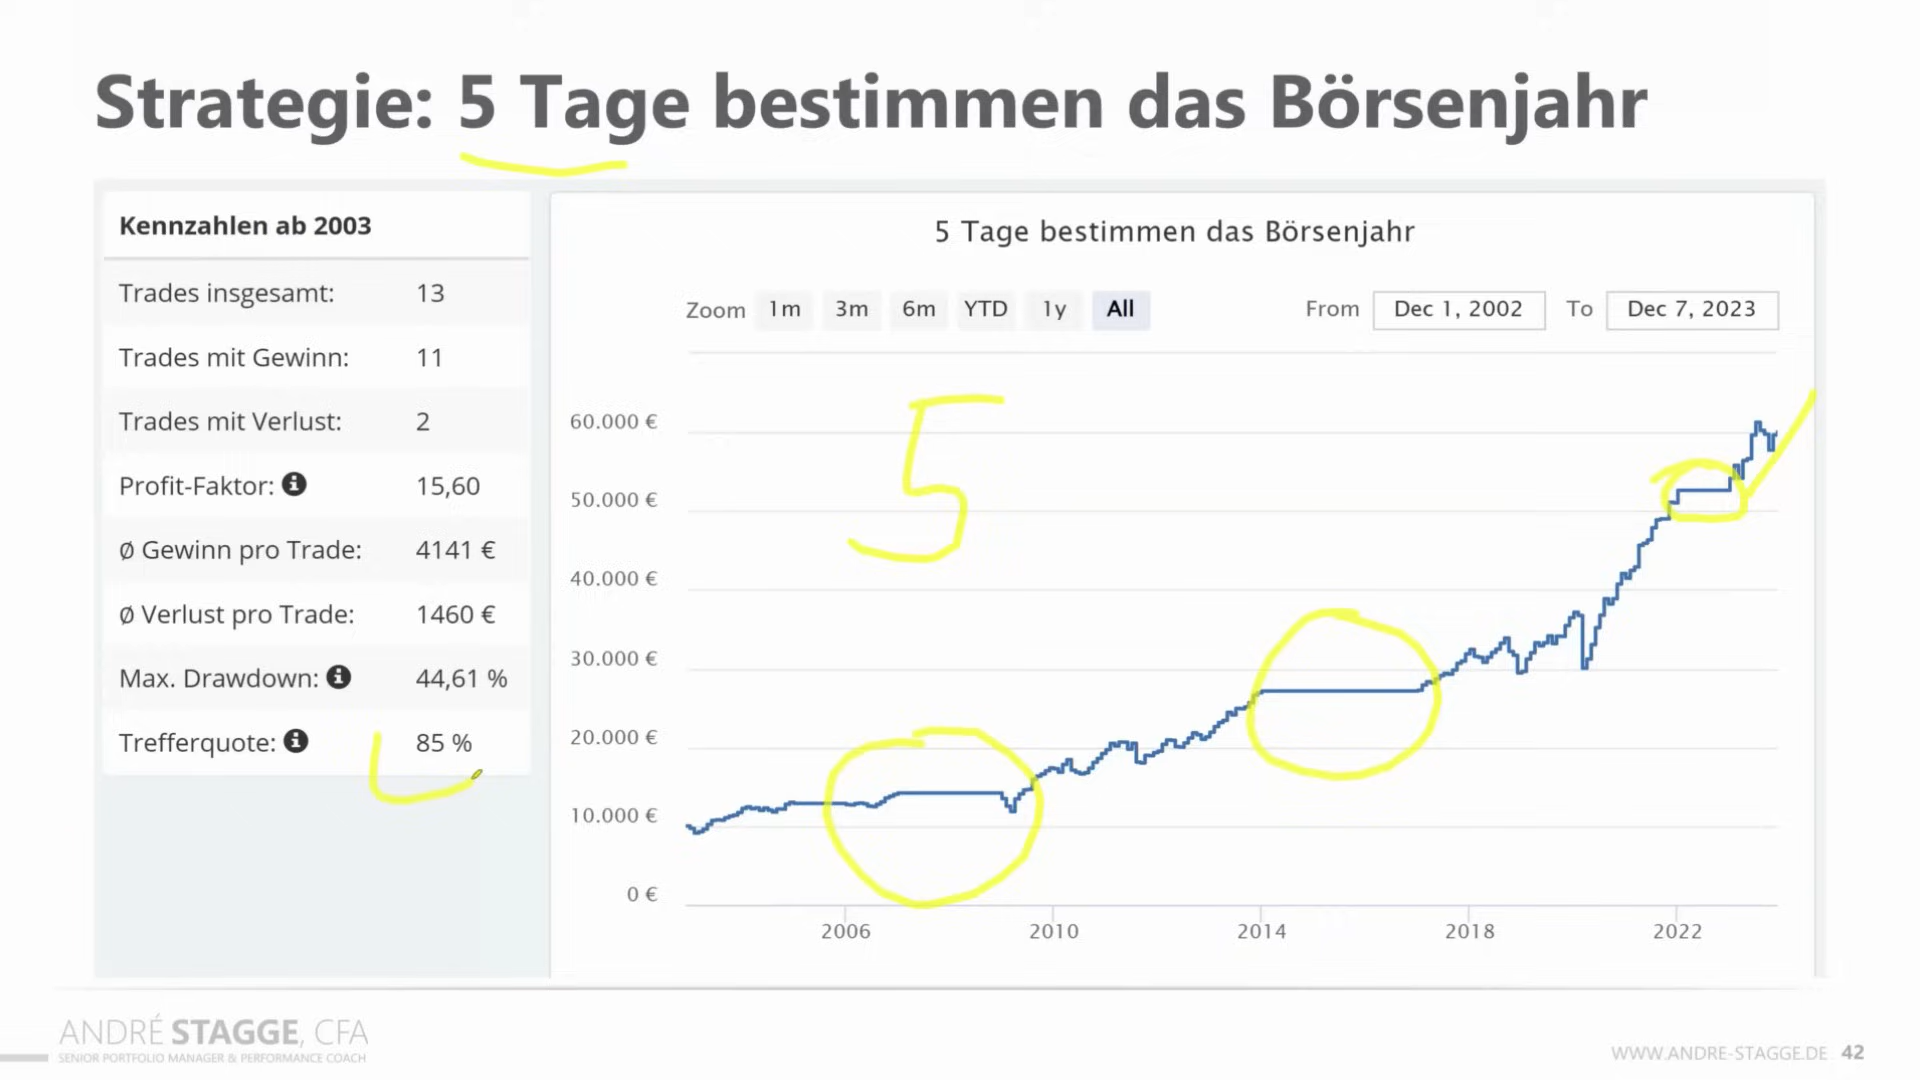 Strategie: 5 Tage bestimmen das Börsenjahr
Kennzahlen ab 2003
Trades insgesamt: 13
Trades mit Gewinn: 11
Trades mit Verlust: 2
Profit-Faktor: 15,60
Ø Gewinn pro Trade: 4141 €
Ø Verlust pro Trade: 1460 €
Max. Drawdown: 44,61 %
Trefferquote: 85 %
5 Tage bestimmen das Börsenjahr
Zoom 1m 3m 6m YTD 1y All From Dec 1, 2002 To Dec 7, 2023
5
60.000 €
50.000 €
40.000 €
30.000 €
20.000 €
10.000 €
0 €
2006 2010 2014 2018 2022
ANDRÉ STAGGE, CFA
SENIOR PORTFOLIO MANAGER & PERFORMANCE COACH
WWW.ANDRE-STAGGE.DE 42